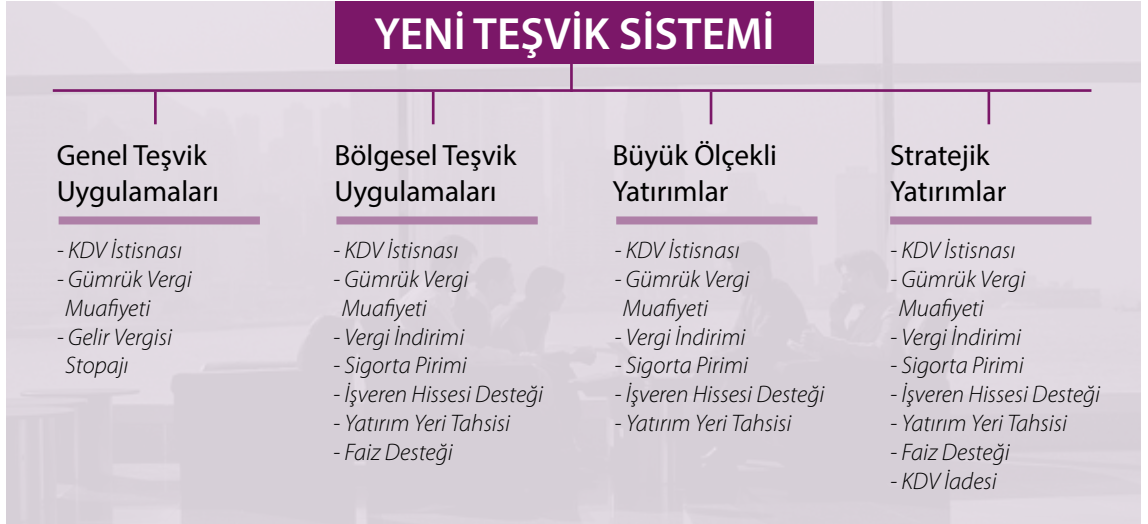 YENİ TEŞVİK SİSTEMİ
Genel Teşvik
Uygulamaları
- KDV İstisnası
- Gümrük Vergi
Muafiyeti
- Gelir Vergisi
Stopajı
Bölgesel Teşvik
Uygulamaları
- KDV İstisnası
- Gümrük Vergi
Muafiyeti
- Vergi İndirimi
- Sigorta Pirimi
- İşveren Hissesi Desteği
- Yatırım Yeri Tahsisi
- Faiz Desteği
Büyük Ölçekli
Yatırımlar
- KDV İstisnası
- Gümrük Vergi
Muafiyeti
- Vergi İndirimi
- Sigorta Pirimi
- İşveren Hissesi Desteği
- Yatırım Yeri Tahsisi
Stratejik
Yatırımlar
- KDV İstisnası
- Gümrük Vergi
Muafiyeti
- Vergi İndirimi
- Sigorta Pirimi
- İşveren Hissesi Desteği
- Yatırım Yeri Tahsisi
- Faiz Desteği
- KDV İadesi